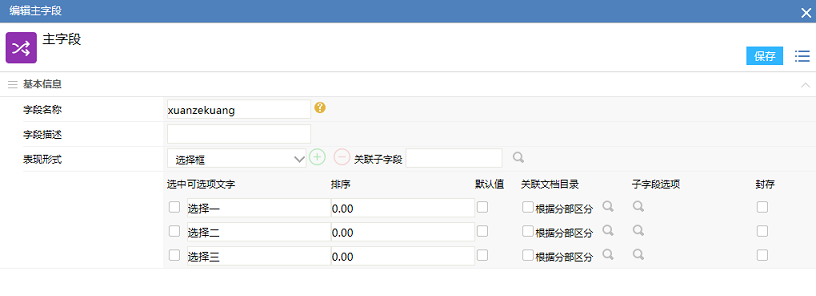 编辑主字段
主字段
保存
基本信息
字段名称 xuanzekuang
字段描述
表现形式 选择框 关联子字段
选中 可选项文字 排序 默认值 关联文档目录 子字段选项 封存
选择一 0.00 根据分部区分
选择二 0.00 根据分部区分
选择三 0.00 根据分部区分